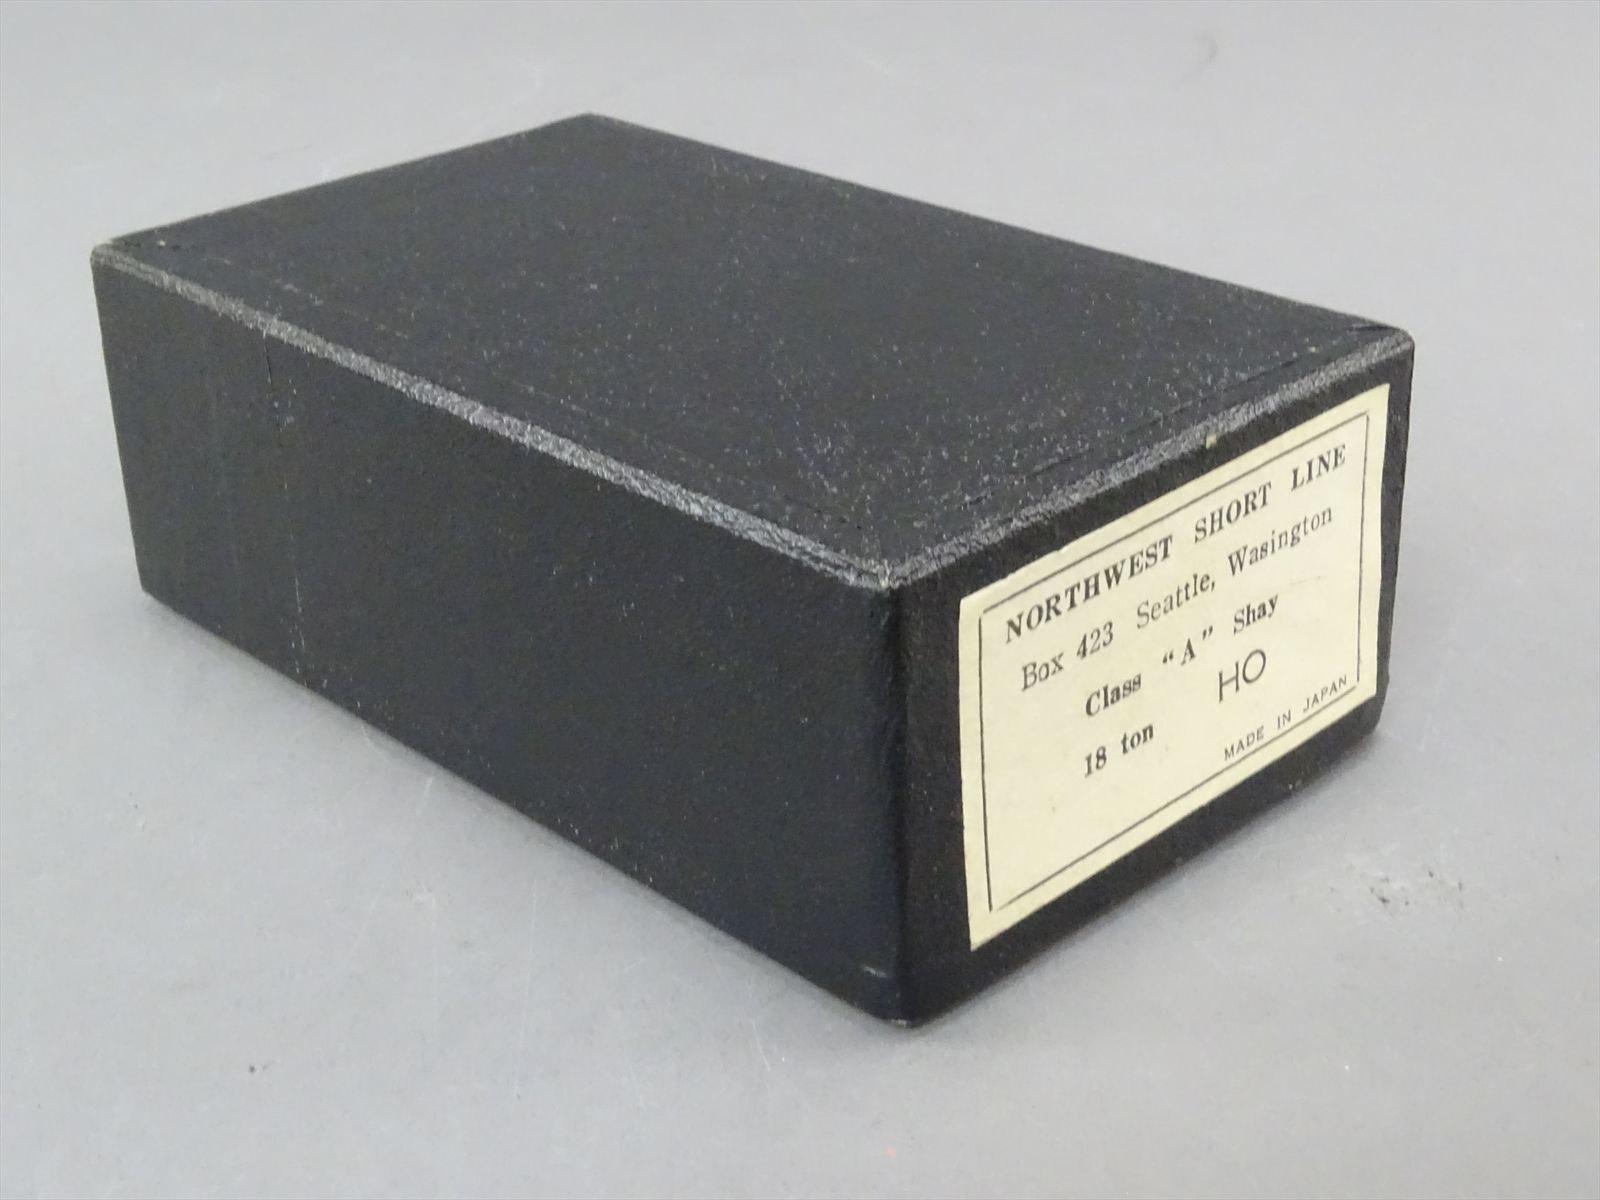 NORTHWEST SHORT LINE
Box 423 Seattle, Wasington
Class "A" Shay
18 ton HO
MADE IN JAPAN